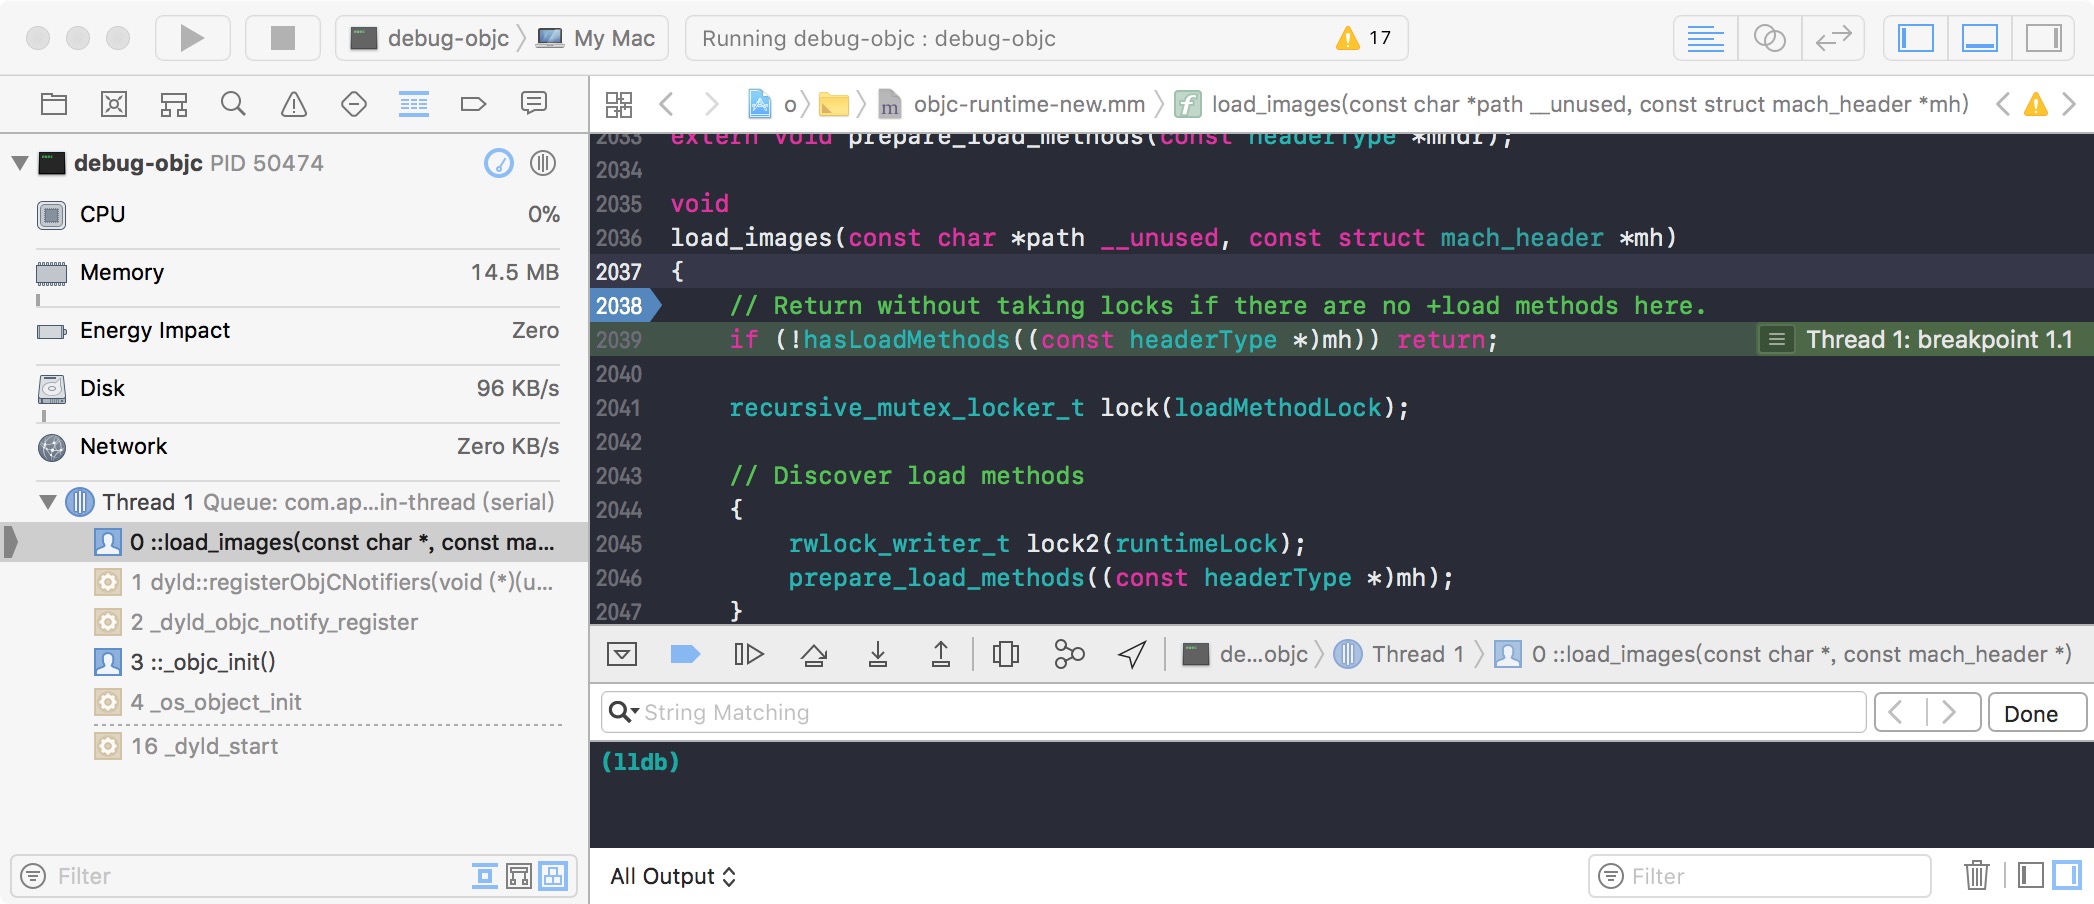 debug-objc My Mac
Running debug-objc : debug-objc 17
o objc-runtime-new.mm load_images(const char *path __unused, const struct mach_header *mh)
debug-objc PID 50474
CPU 0%
Memory 14.5 MB
Energy Impact Zero
Disk 96 KB/s
Network Zero KB/s
Thread 1 Queue: com.ap...in-thread (serial)
0 ::load_images(const char *, const ma...
1 dyld::registerObjCNotifiers(void (*)(u...
2 _dyld_objc_notify_register
3 ::_objc_init()
4 _os_object_init
16 _dyld_start
Filter
2033 extern void prepare_load_methods(const headerType *mhdr);
2034
2035 void
2036 load_images(const char *path __unused, const struct mach_header *mh)
2037 {
2038 // Return without taking locks if there are no +load methods here.
2039 if (!hasLoadMethods((const headerType *)mh)) return; Thread 1: breakpoint 1.1
2040
2041 recursive_mutex_locker_t lock(loadMethodLock);
2042
2043 // Discover load methods
2044 {
2045 rwlock_writer_t lock2(runtimeLock);
2046 prepare_load_methods((const headerType *)mh);
2047 }
de...objc Thread 1 0 ::load_images(const char *, const mach_header *)
String Matching Done
(lldb)
All Output Filter